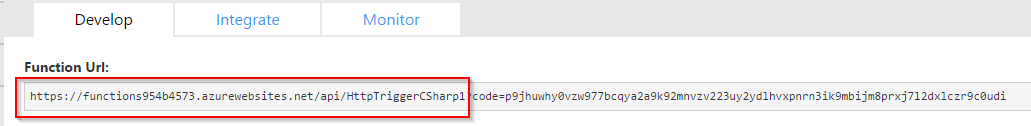 Develop Integrate Monitor
Function Url:
https://functions954b4573.azurewebsites.net/api/HttpTriggerCSharp1?code=p9jhuwhy0vzw977bcqya2a9k92mnvzv223uy2ydlhvxpnrn3ik9mbijm8prxj7l2dxlczr9c0udi